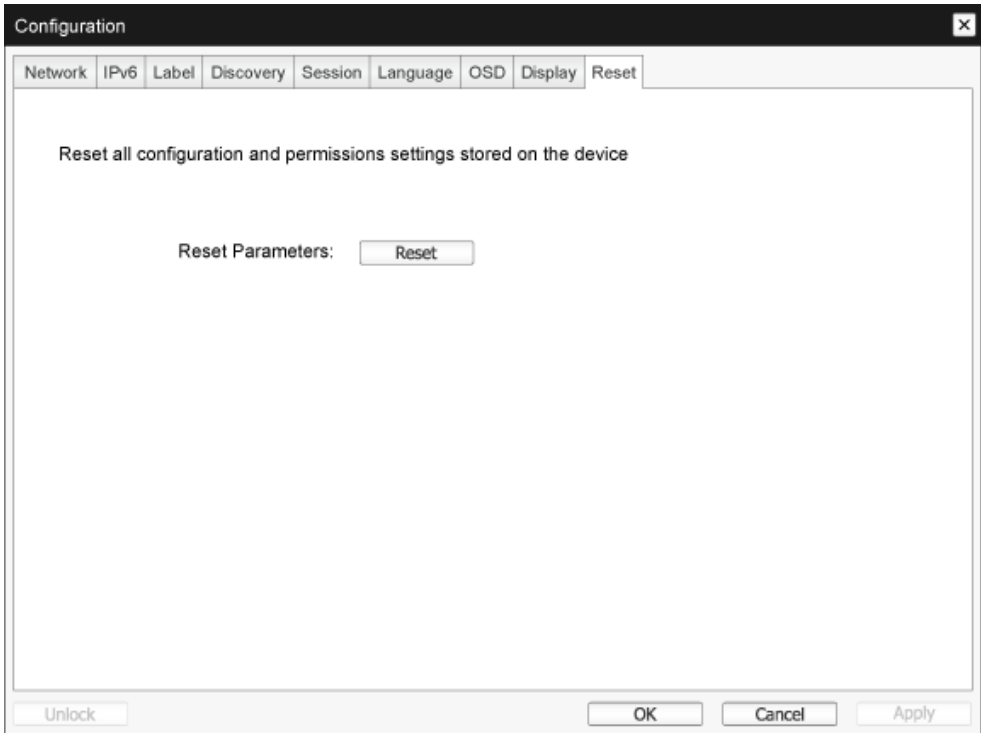 Configuration
Network IPv6 Label Discovery Session Language OSD Display Reset
Reset all configuration and permissions settings stored on the device
Reset Parameters: Reset
Unlock OK Cancel Apply